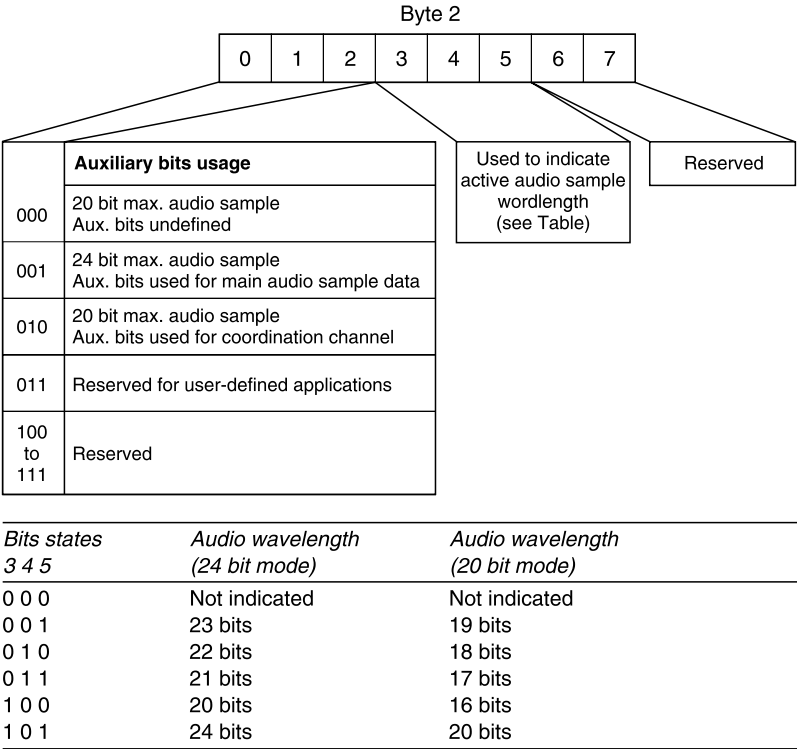 Byte 2
0 1 2 3 4 5 6 7
Auxiliary bits usage
000
20 bit max. audio sample
Aux. bits undefined
001
24 bit max. audio sample
Aux. bits used for main audio sample data
010
20 bit max. audio sample
Aux. bits used for coordination channel
011
Reserved for user-defined applications
100
to
111
Reserved
Used to indicate
active audio sample
wordlength
(see Table)
Reserved
Bits states Audio wavelength Audio wavelength
3 4 5 (24 bit mode) (20 bit mode)
0 0 0 Not indicated Not indicated
0 0 1 23 bits 19 bits
0 1 0 22 bits 18 bits
0 1 1 21 bits 17 bits
1 0 0 20 bits 16 bits
1 0 1 24 bits 20 bits